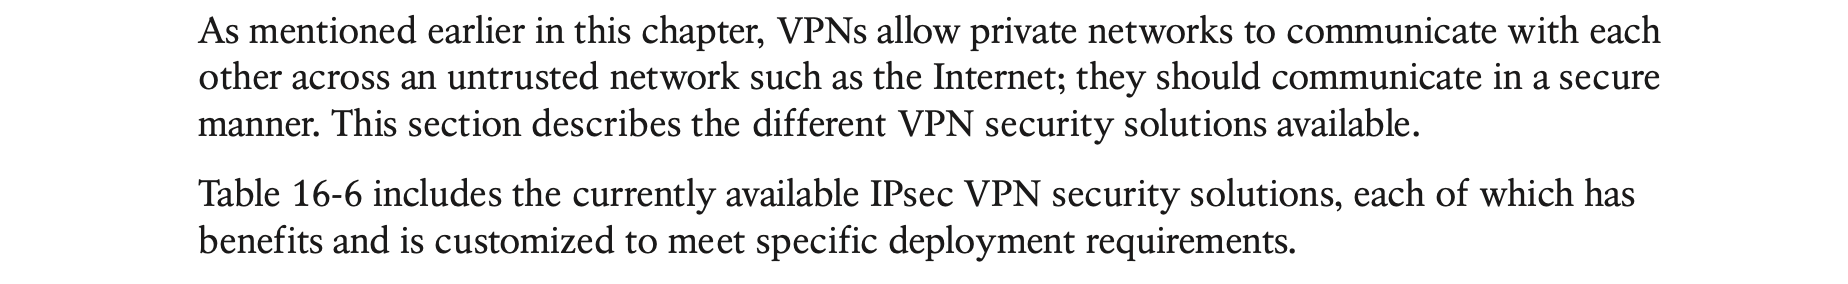 As mentioned earlier in this chapter, VPNs allow private networks to communicate with each
other across an untrusted network such as the Internet; they should communicate in a secure
manner. This section describes the different VPN security solutions available.
Table 16-6 includes the currently available IPsec VPN security solutions, each of which has
benefits and is customized to meet specific deployment requirements.